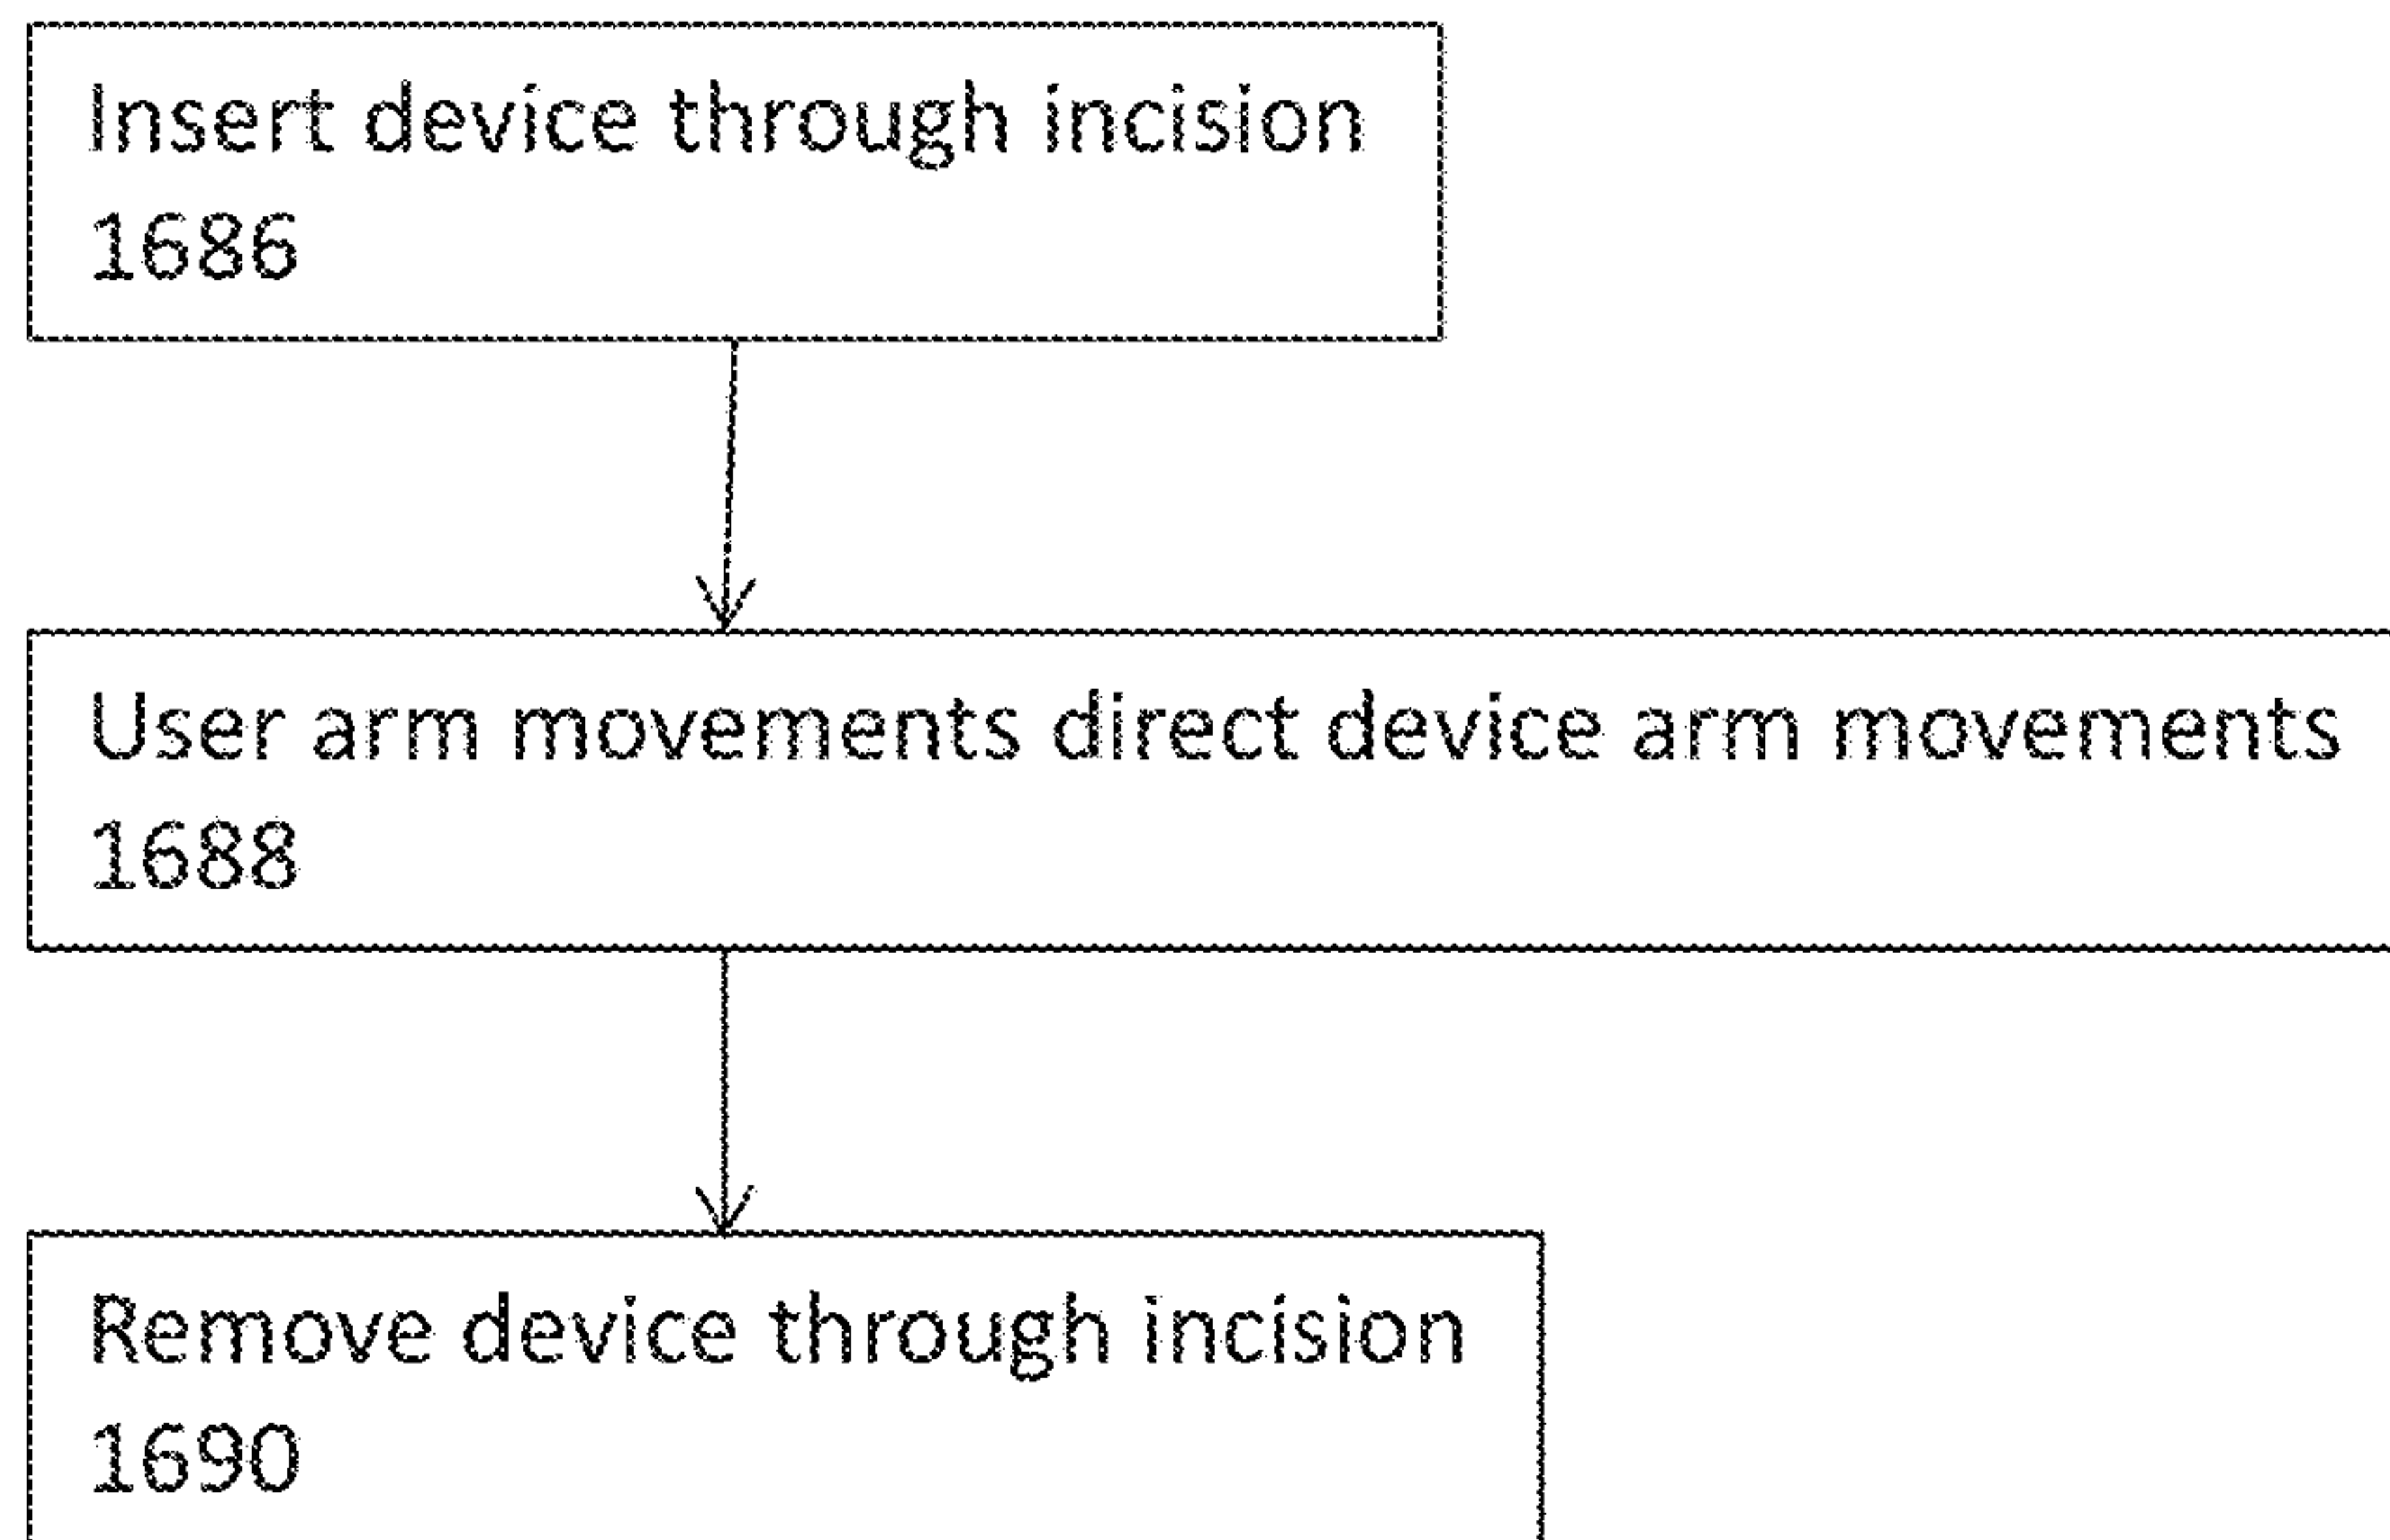 Insert device through incision
1686
User arm movements direct device arm movements
1688
Remove device through incision
1690